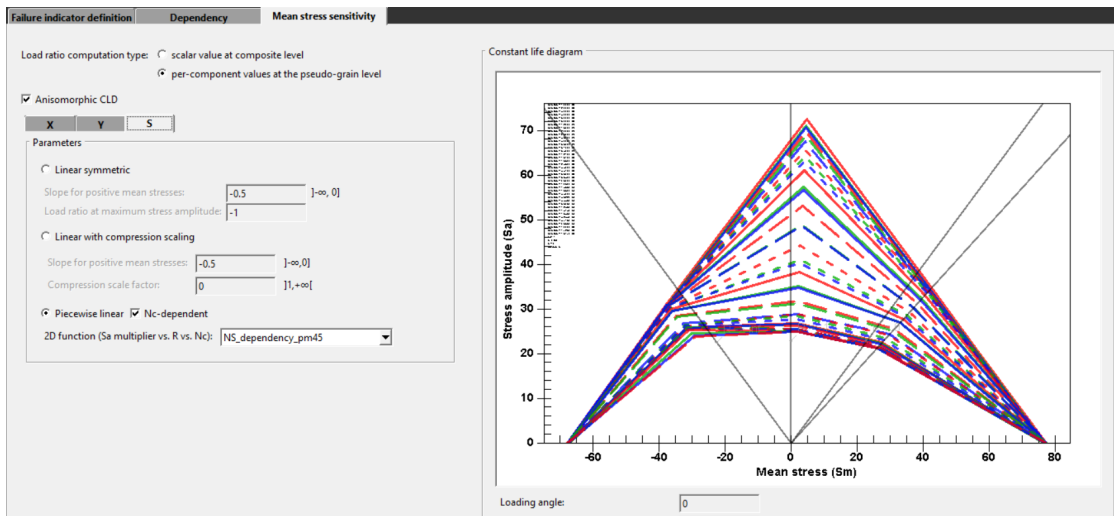 Failure indicator definition Dependency Mean stress sensitivity
Load ratio computation type: scalar value at composite level
per-component values at the pseudo-grain level
Anisomorphic CLD
X Y S
Parameters
Linear symmetric
Slope for positive mean stresses: -0.5 ]-∞, 0]
Load ratio at maximum stress amplitude: -1
Linear with compression scaling
Slope for positive mean stresses: -0.5 ]-∞,0]
Compression scale factor: 0 ]1,+∞[
Piecewise linear Nc-dependent
2D function (Sa multiplier vs. R vs. Nc): NS_dependency_pm45
Constant life diagram
Stress amplitude (Sa)
70
60
50
40
30
20
10
0
-60 -40 -20 0 20 40 60 80
Mean stress (Sm)
Loading angle: 0